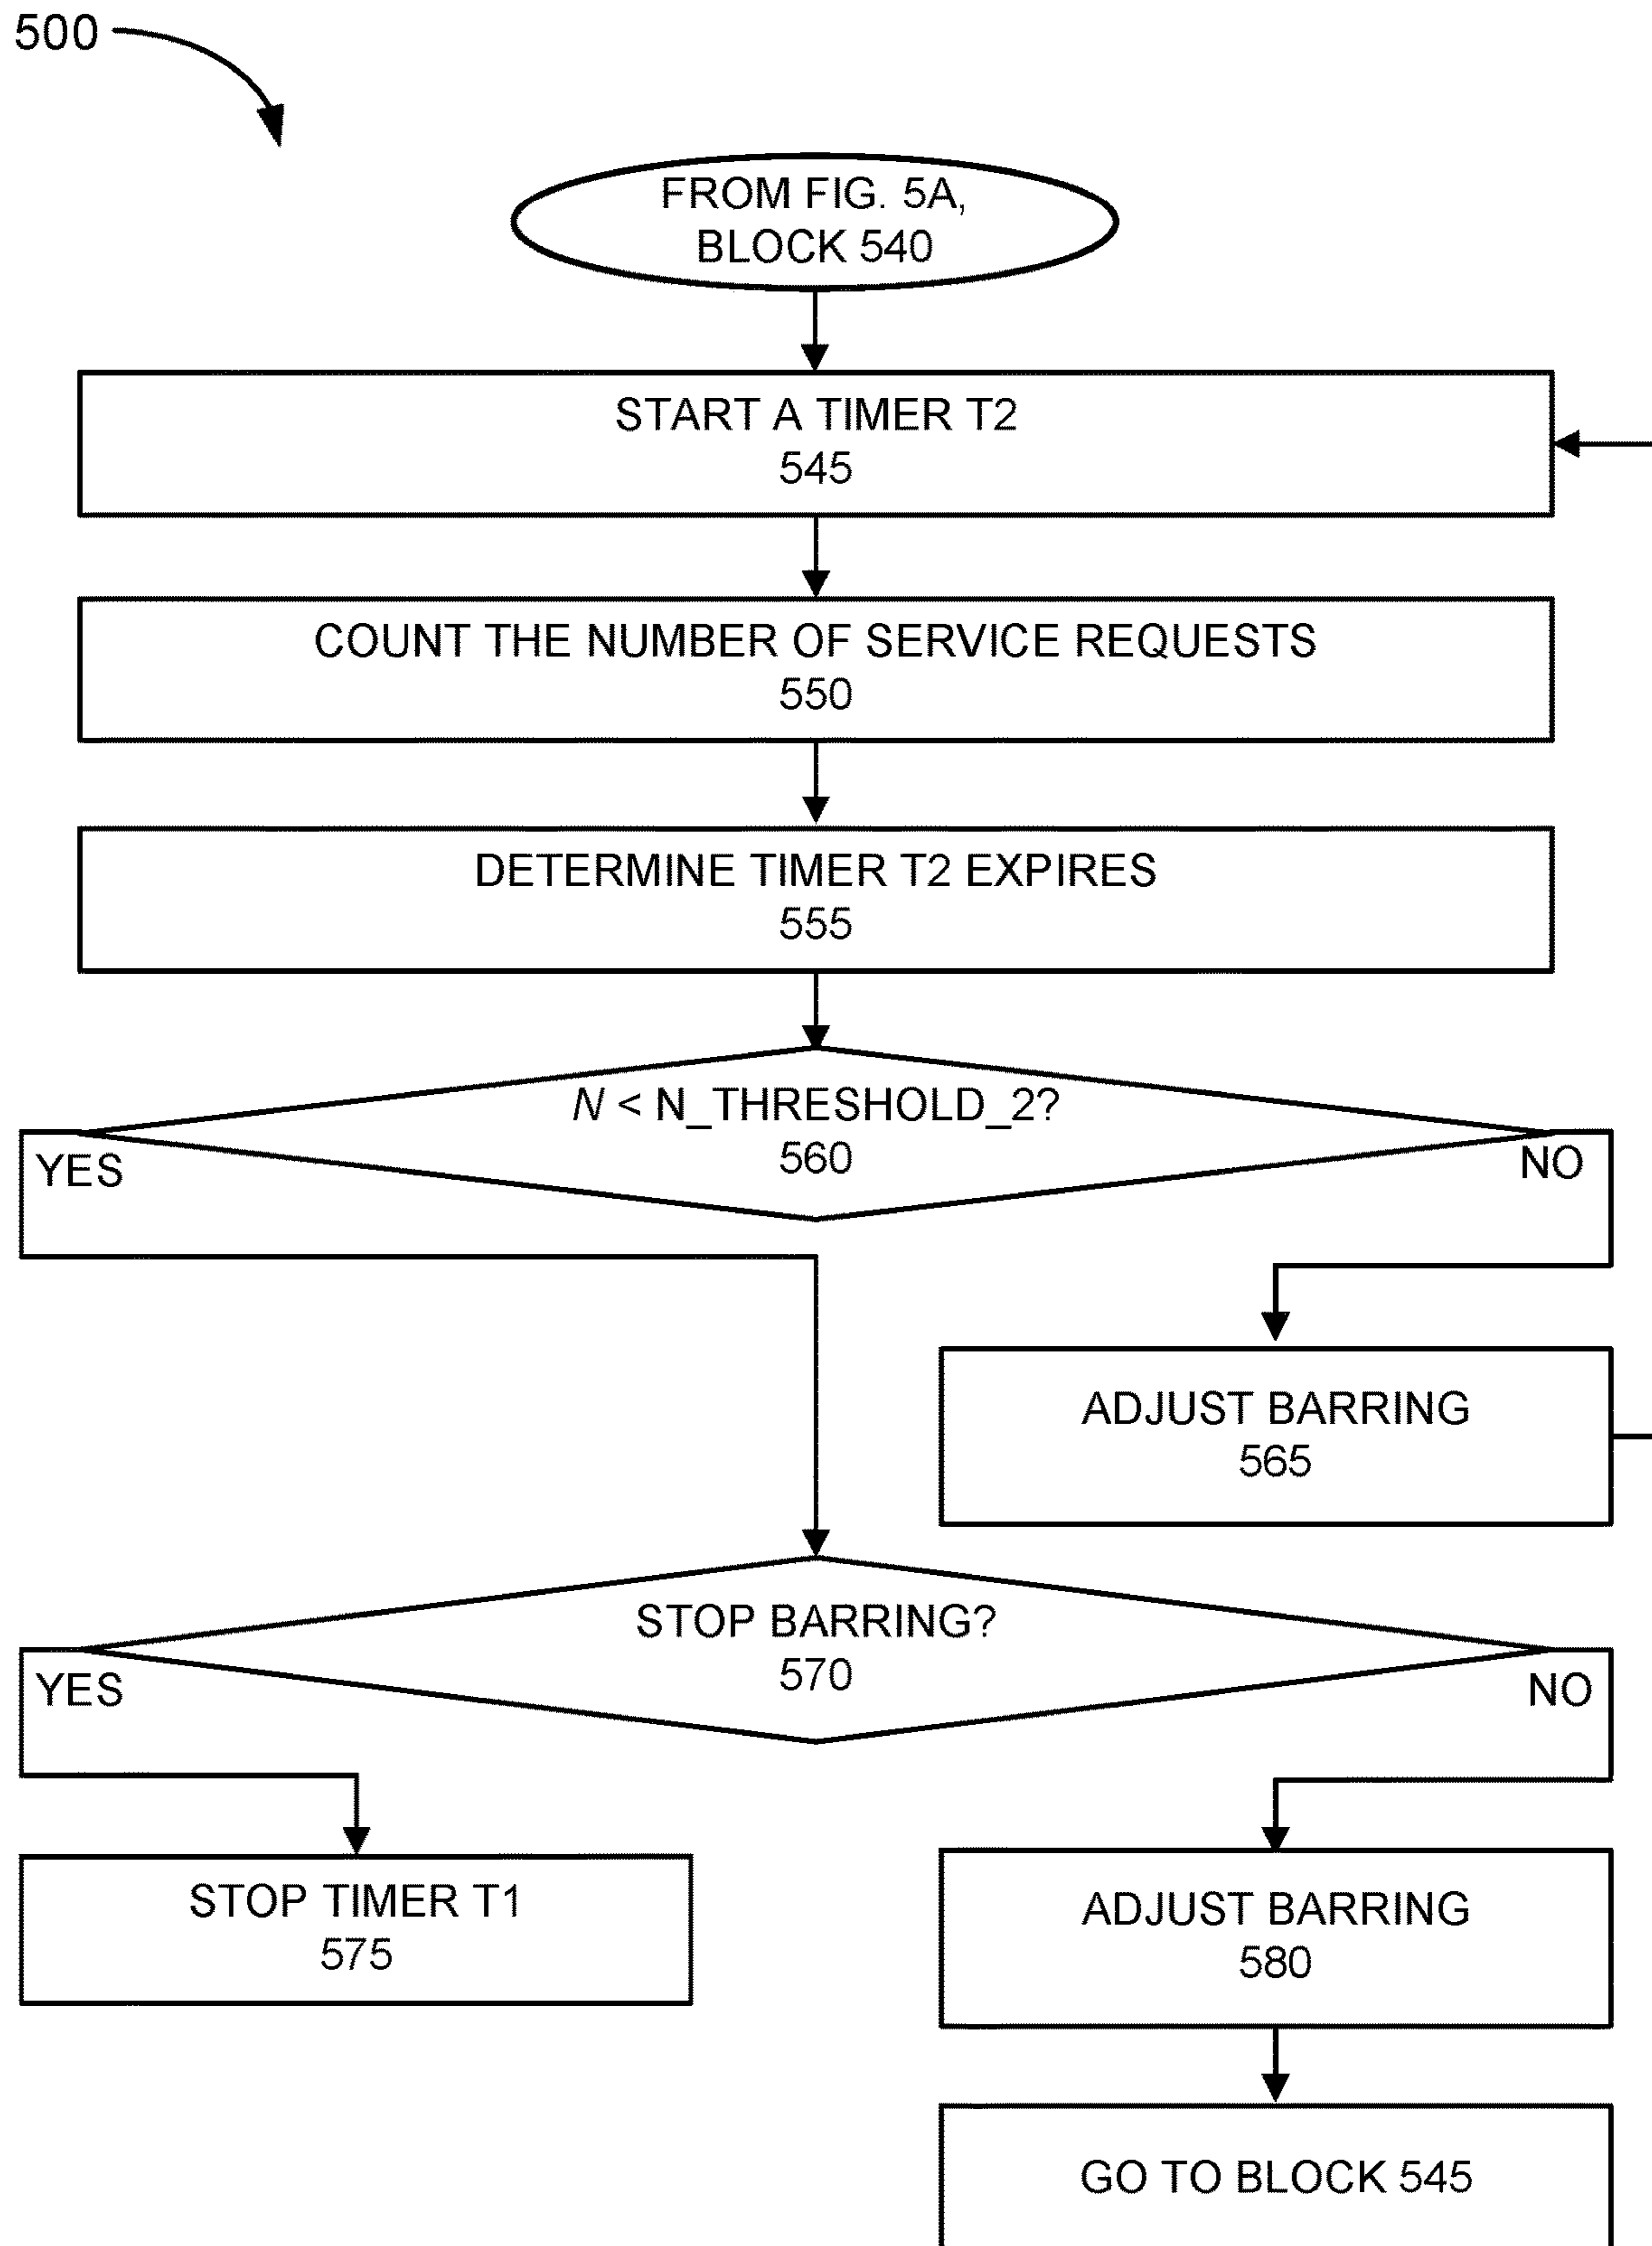 500
FROM FIG. 5A,
BLOCK 540
START A TIMER T2
545
COUNT THE NUMBER OF SERVICE REQUESTS
550
DETERMINE TIMER T2 EXPIRES
555
N < N_THRESHOLD_2?
560
YES
NO
ADJUST BARRING
565
STOP BARRING?
570
YES
NO
STOP TIMER T1
575
ADJUST BARRING
580
GO TO BLOCK 545